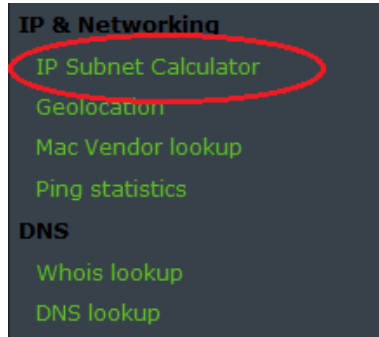 IP & Networking
IP Subnet Calculator
Geolocation
Mac Vendor lookup
Ping statistics
DNS
Whois lookup
DNS lookup